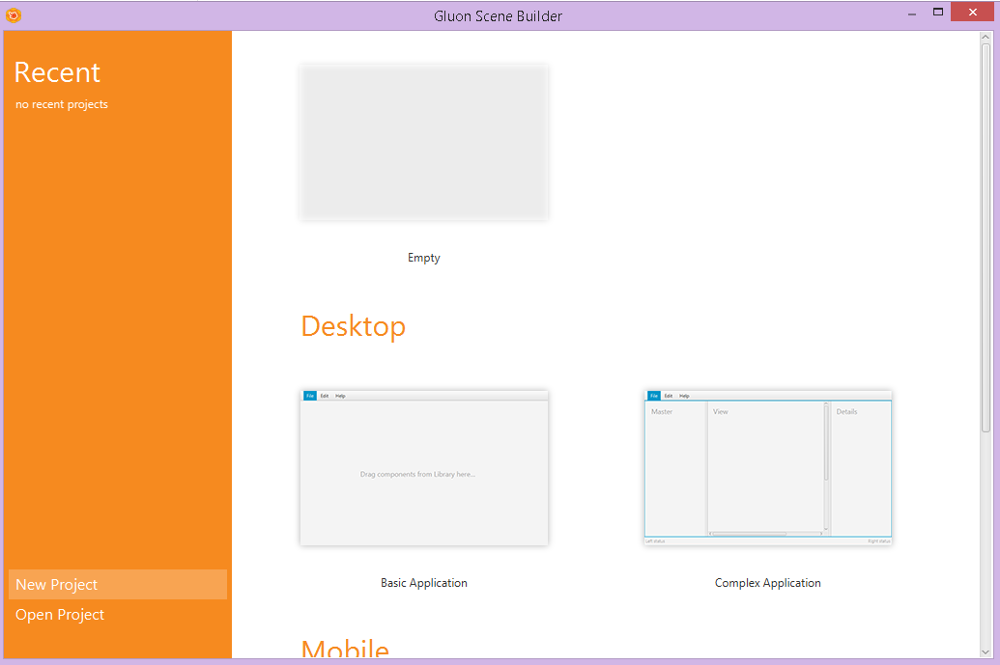 Gluon Scene Builder
Recent
no recent projects
Empty
Desktop
File Edit Help
Drag components from Library here...
Basic Application
File Edit Help
Master View Details
Left status Right status
Complex Application
Mobile
New Project
Open Project